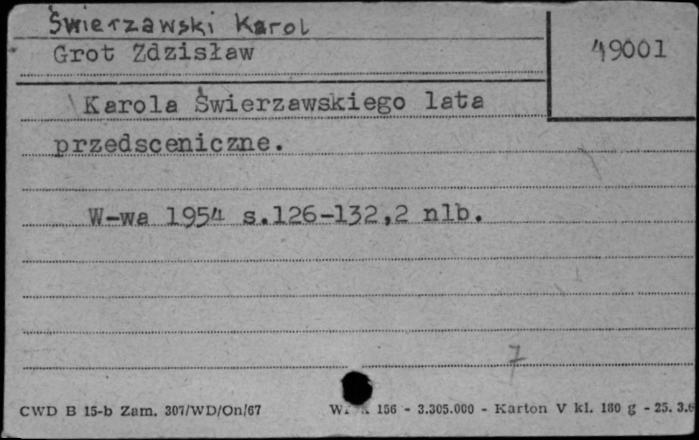 Świerzawski Karol
Grot Zdzisław
49001
Karola Świerzawskiego lata
przedsceniczne.
W-wa 1954 s.126-132,2 nlb.
7
CWD B 15-b Zam. 307/WD/On/67
156 - 3.305.000 - Karton V kl. 180 g - 25. 3.6